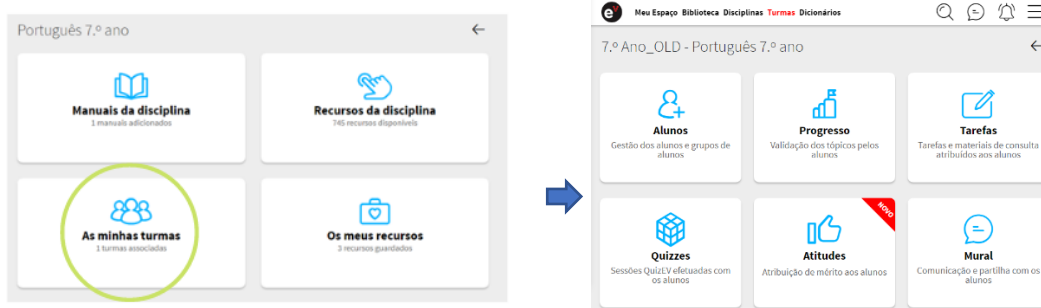 Português 7.º ano
Manuais da disciplina
1 manuais adicionados
Recursos da disciplina
745 recursos disponíveis
As minhas turmas
1 turmas associadas
Os meus recursos
3 recursos guardados
e
Meu Espaço Biblioteca Disciplinas Turmas Dicionários
7.º Ano_OLD - Português 7.º ano
Alunos
Gestão dos alunos e grupos de
alunos
Progresso
Validação dos tópicos pelos
alunos
Tarefas
Tarefas e materiais de consulta
atribuídos aos alunos
Quizzes
Sessões QuizEV efetuadas com
os alunos
NOVO
Atitudes
Atribuição de mérito aos alunos
Mural
Comunicação e partilha com os
alunos